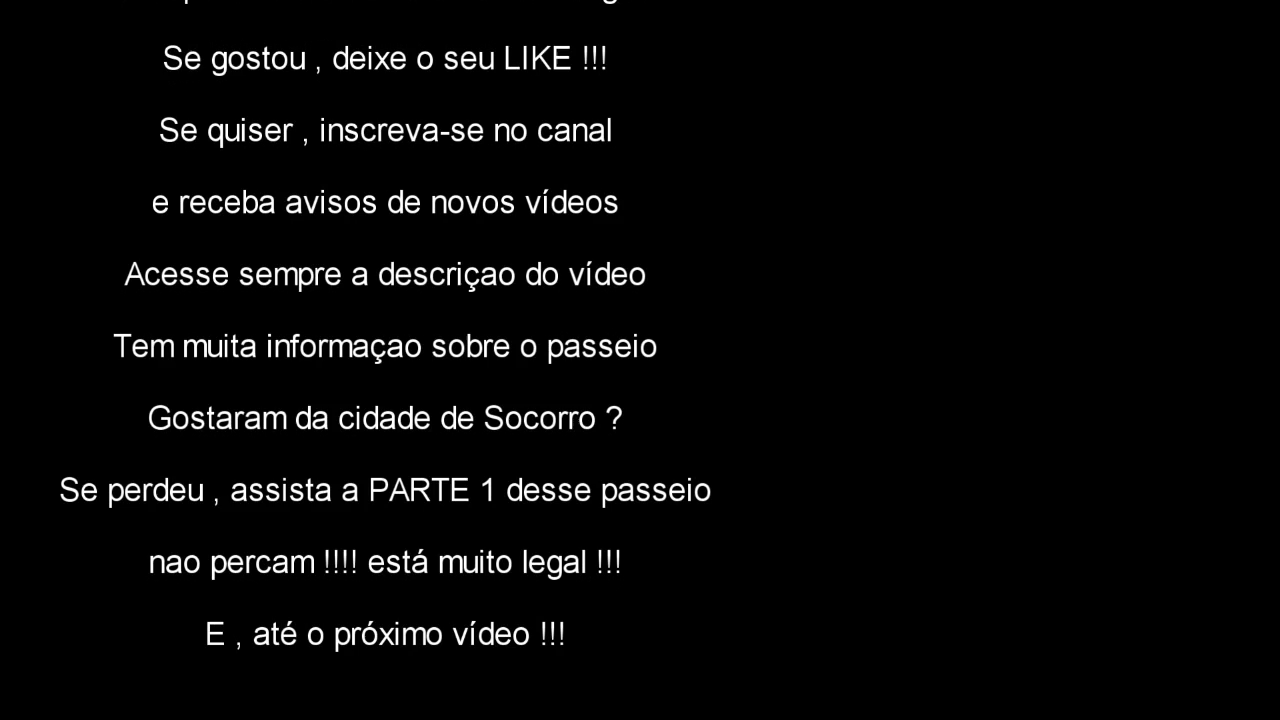 Se gostou , deixe o seu LIKE !!!
Se quiser , inscreva-se no canal
e receba avisos de novos vídeos
Acesse sempre a descriçao do vídeo
Tem muita informaçao sobre o passeio
Gostaram da cidade de Socorro ?
Se perdeu , assista a PARTE 1 desse passeio
nao percam !!!! está muito legal !!!
E , até o próximo vídeo !!!